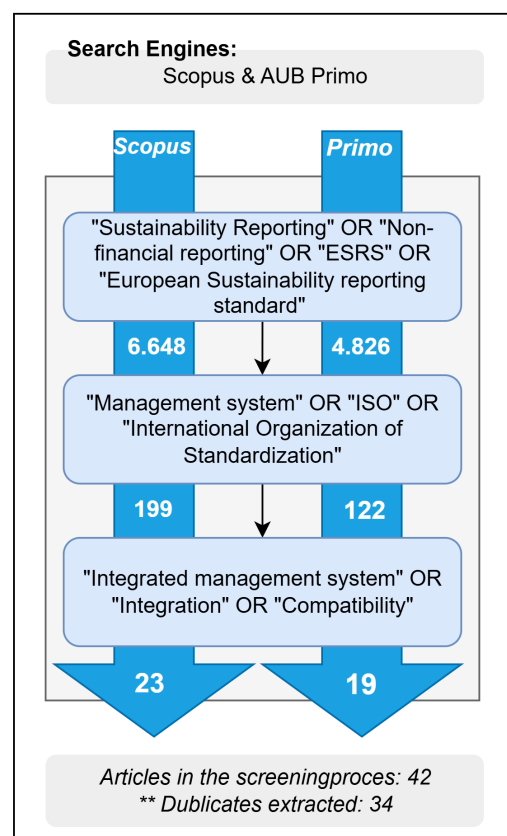 Search Engines:
Scopus & AUB Primo
Scopus
Primo
"Sustainability Reporting" OR "Non-
financial reporting" OR "ESRS" OR
"European Sustainability reporting
standard"
6.648
4.826
"Management system" OR "ISO" OR
"International Organization of
Standardization"
199
122
"Integrated management system" OR
"Integration" OR "Compatibility"
23
19
Articles in the screeningproces: 42
** Dublicates extracted: 34